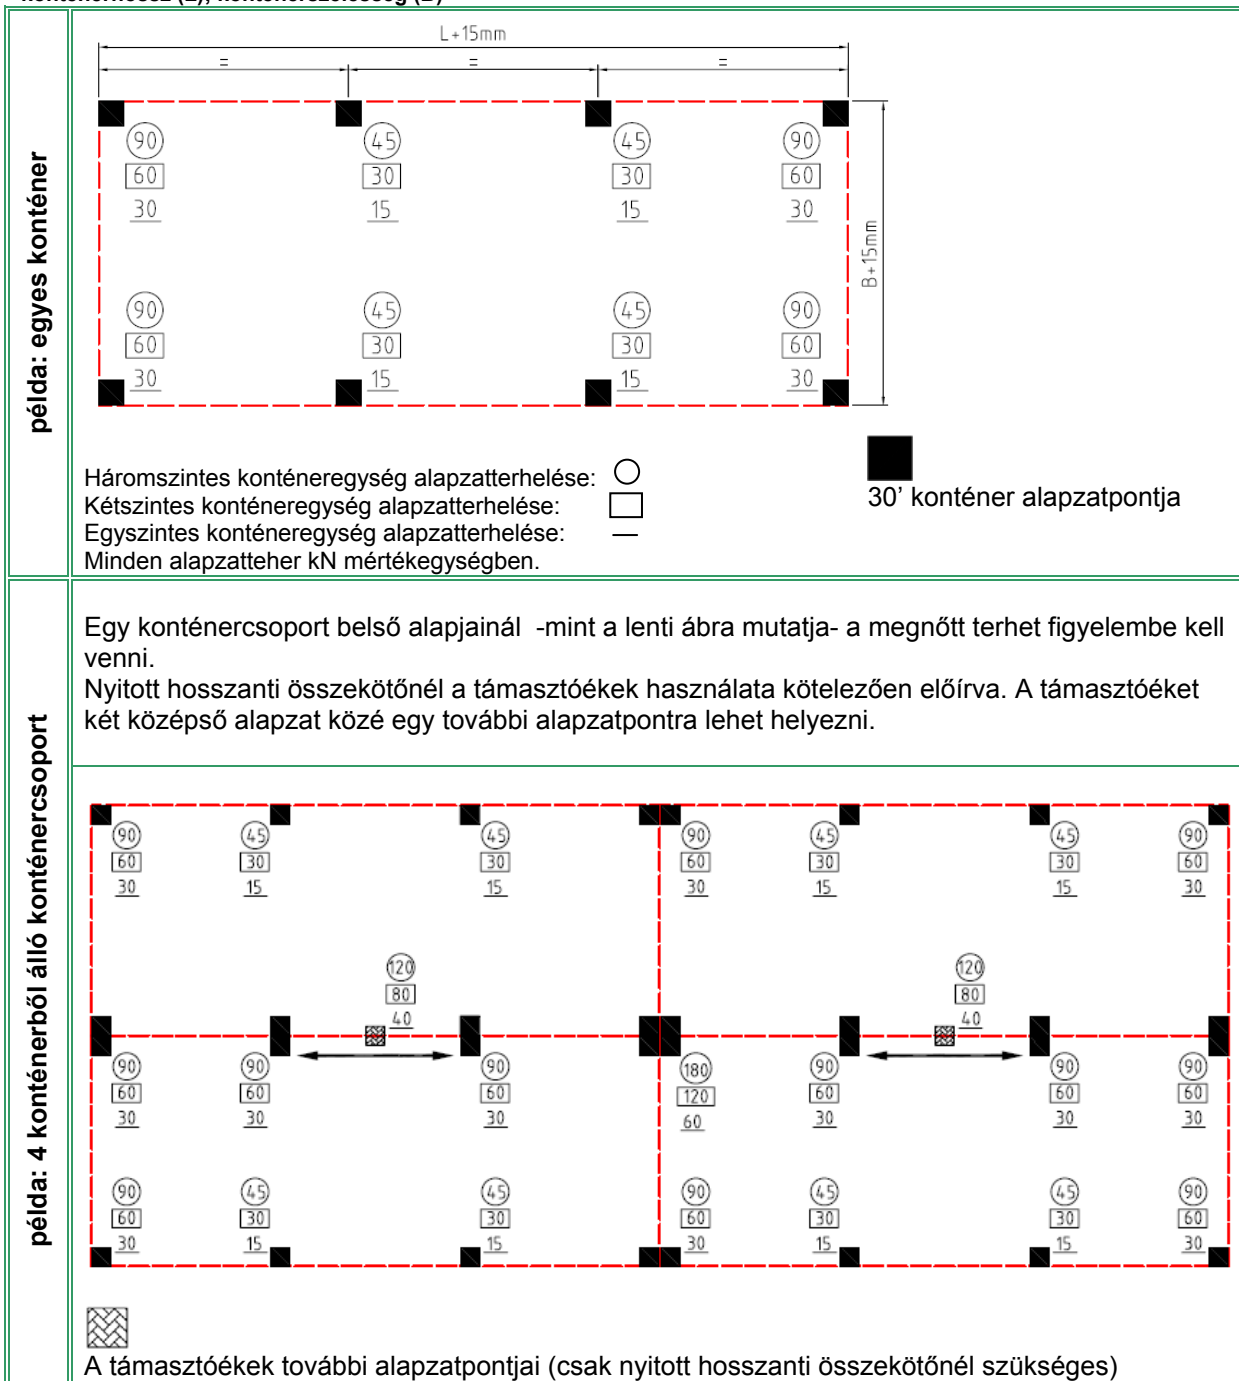 konténerhossz (L), konténerszélesség (B)
példa: egyes konténer
L+15mm
= = =
90 45 45 90
60 30 30 60
30 15 15 30
B+15mm
90 45 45 90
60 30 30 60
30 15 15 30
Háromszintes konténeregység alapzatterhelése:
Kétszintes konténeregység alapzatterhelése:
Egyszintes konténeregység alapzatterhelése:
Minden alapzatteher kN mértékegységben.
30’ konténer alapzatpontja
példa: 4 konténerből álló konténercsoport
Egy konténercsoport belső alapjainál -mint a lenti ábra mutatja- a megnőtt terhet figyelembe kell
venni.
Nyitott hosszanti összekötőnél a támasztóékek használata kötelezően előírva. A támasztóéket
két középső alapzat közé egy további alapzatpontra lehet helyezni.
90 45 45 90 45 45 90
60 30 30 60 30 30 60
30 15 15 30 15 15 30
120 120
80 80
40 40
90 90 90 180 90 90 90
60 60 60 120 60 60 60
30 30 30 60 30 30 30
90 45 45 90 45 45 90
60 30 30 60 30 30 60
30 15 15 30 15 15 30
A támasztóékek további alapzatpontjai (csak nyitott hosszanti összekötőnél szükséges)